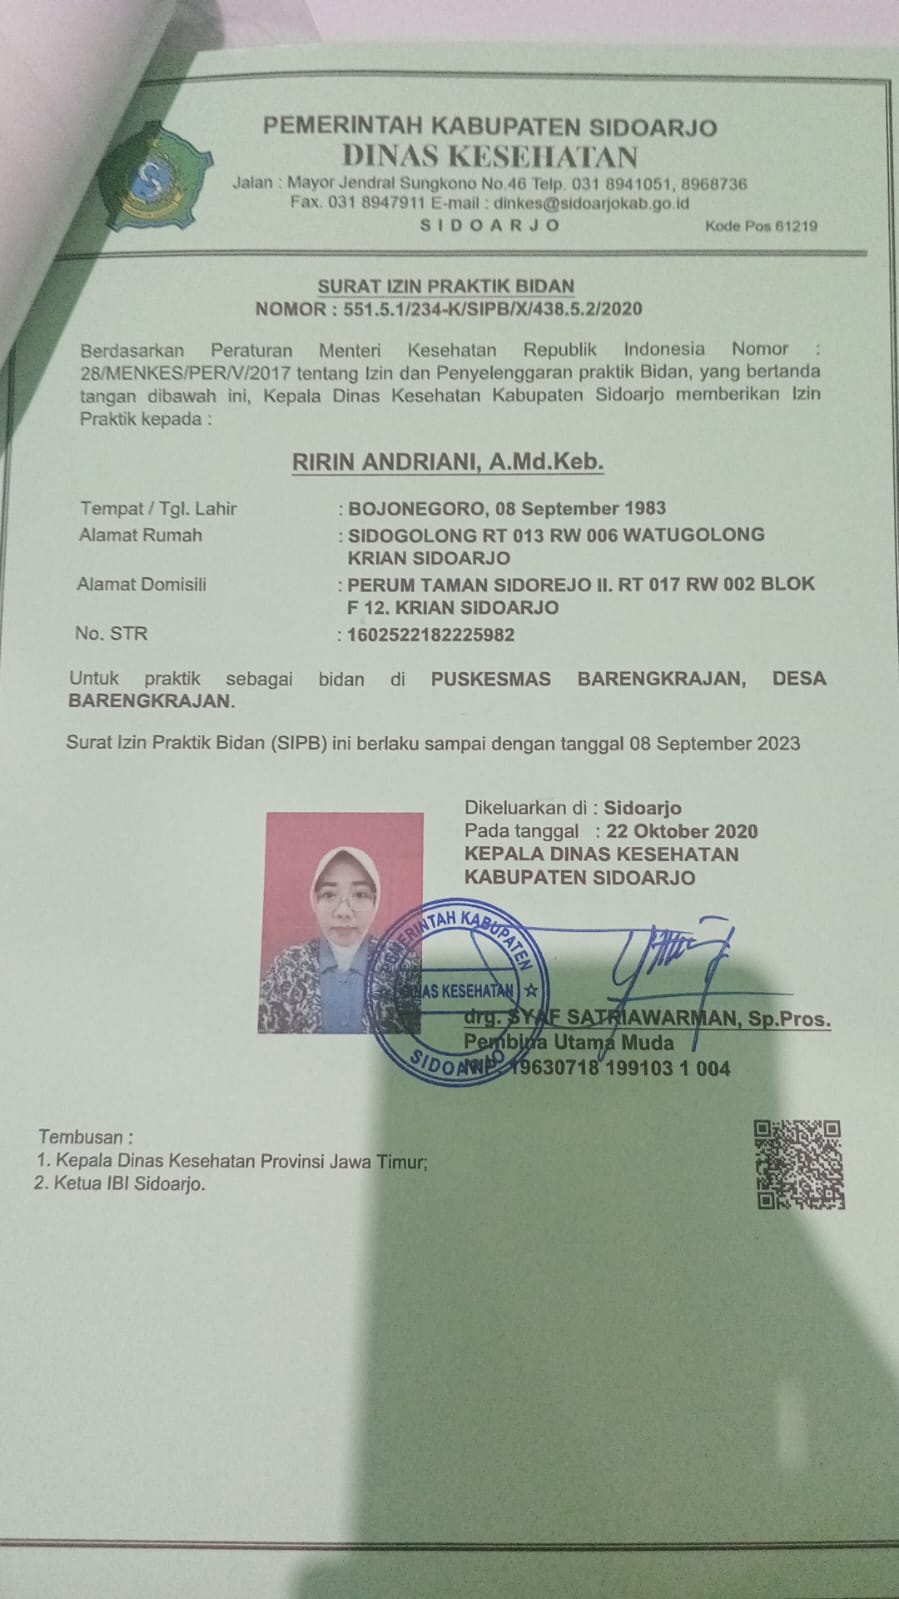 PEMERINTAH KABUPATEN SIDOARJO
DINAS KESEHATAN
Jalan : Mayor Jendral Sungkono No.46 Telp. 031 8941051, 8968736
Fax. 031 8947911 E-mail : dinkes@sidoarjokab.go.id
S I D O A R J O
Kode Pos 61219
SURAT IZIN PRAKTIK BIDAN
NOMOR : 551.5.1/234-K/SIPB/X/438.5.2/2020
Berdasarkan Peraturan Menteri Kesehatan Republik Indonesia Nomor :
28/MENKES/PER/V/2017 tentang Izin dan Penyelenggaran praktik Bidan, yang bertanda
tangan dibawah ini, Kepala Dinas Kesehatan Kabupaten Sidoarjo memberikan Izin
Praktik kepada :
RIRIN ANDRIANI, A.Md.Keb.
Tempat / Tgl. Lahir : BOJONEGORO, 08 September 1983
Alamat Rumah : SIDOGOLONG RT 013 RW 006 WATUGOLONG
KRIAN SIDOARJO
Alamat Domisili : PERUM TAMAN SIDOREJO II. RT 017 RW 002 BLOK
F 12. KRIAN SIDOARJO
No. STR : 1602522182225982
Untuk praktik sebagai bidan di PUSKESMAS BARENGKRAJAN, DESA
BARENGKRAJAN.
Surat Izin Praktik Bidan (SIPB) ini berlaku sampai dengan tanggal 08 September 2023
Dikeluarkan di : Sidoarjo
Pada tanggal : 22 Oktober 2020
KEPALA DINAS KESEHATAN
KABUPATEN SIDOARJO
PEMERINTAH KABUPATEN
DINAS KESEHATAN
SIDOARJO
drg. SYAF SATRIAWARMAN, Sp.Pros.
Pembina Utama Muda
19630718 199103 1 004
Tembusan :
1. Kepala Dinas Kesehatan Provinsi Jawa Timur;
2. Ketua IBI Sidoarjo.